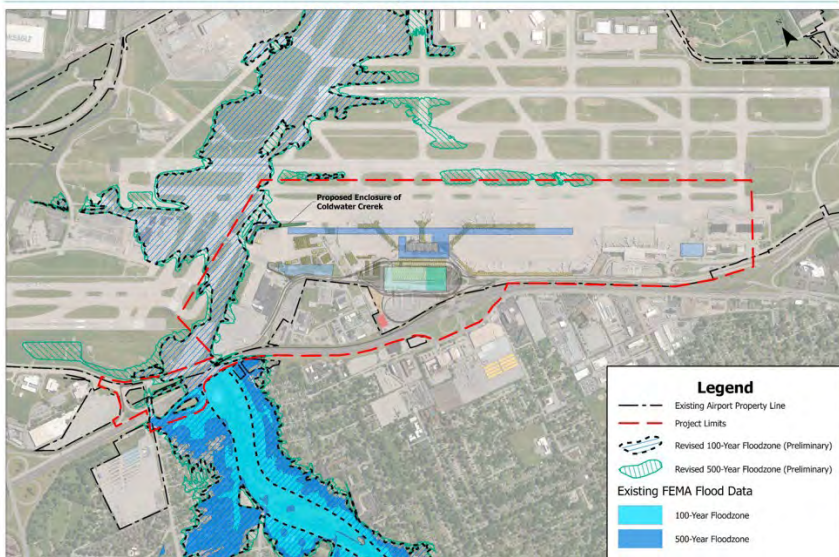 Proposed Enclosure of
Coldwater Crerek
Legend
Existing Airport Property Line
Project Limits
Revised 100-Year Floodzone (Preliminary)
Revised 500-Year Floodzone (Preliminary)
Existing FEMA Flood Data
100-Year Floodzone
500-Year Floodzone